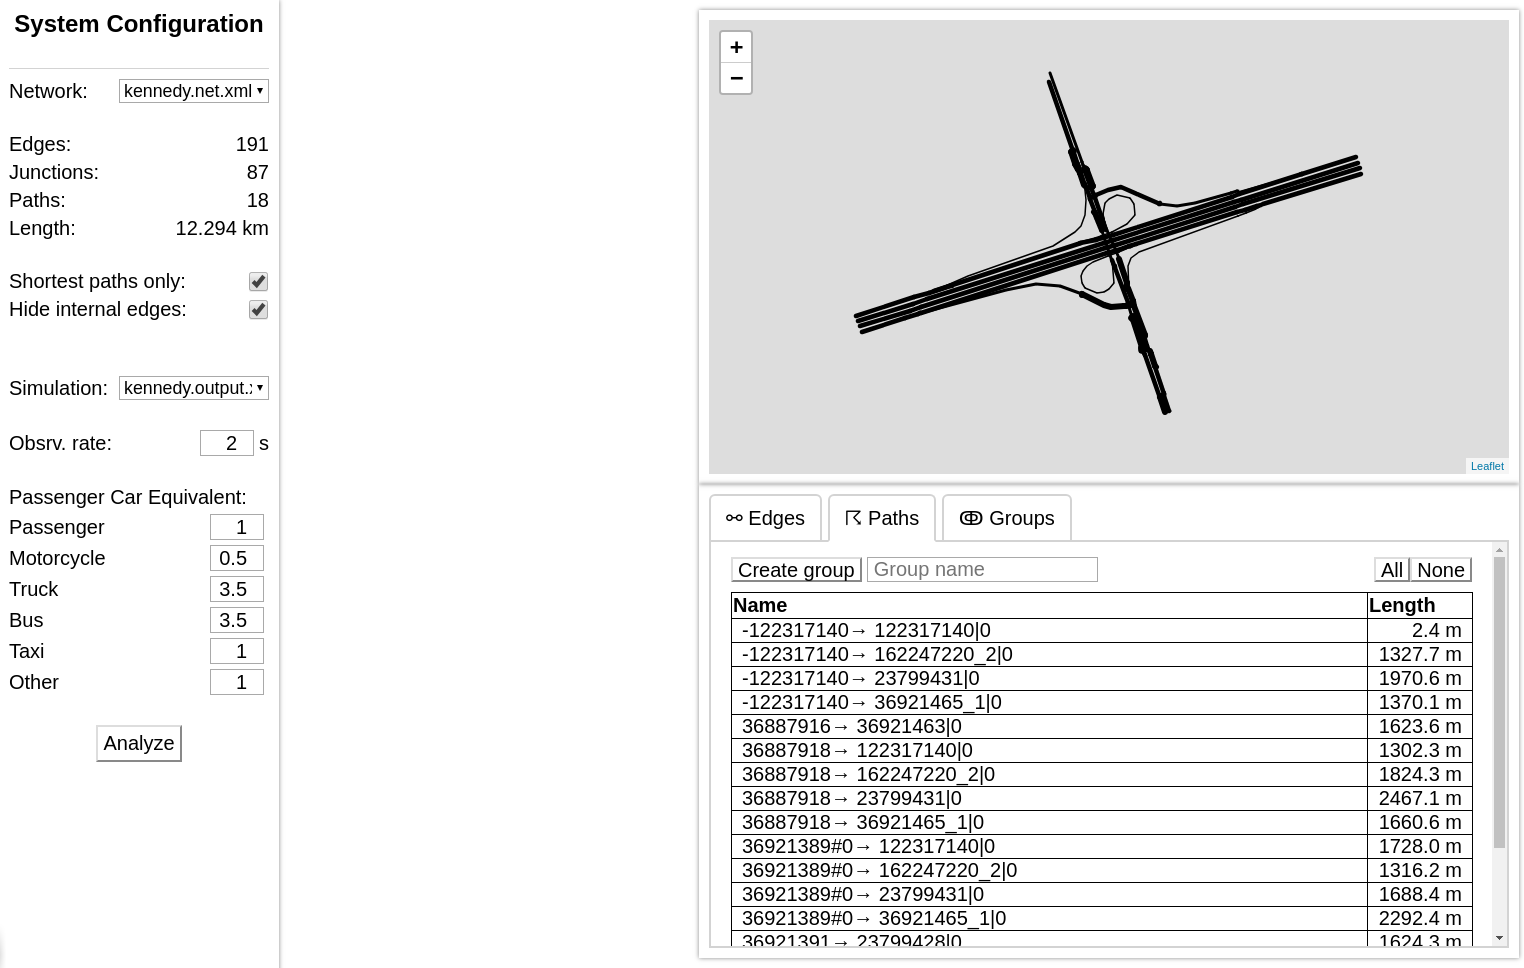 System Configuration
Network: kennedy.net.xml
Edges: 191
Junctions: 87
Paths: 18
Length: 12.294 km
Shortest paths only:
Hide internal edges:
Simulation: kennedy.output.
Obsrv. rate: 2 s
Passenger Car Equivalent:
Passenger 1
Motorcycle 0.5
Truck 3.5
Bus 3.5
Taxi 1
Other 1
Analyze
+
−
Leaflet
Edges Paths Groups
Create group Group name All None
Name Length
-122317140→ 122317140|0 2.4 m
-122317140→ 162247220_2|0 1327.7 m
-122317140→ 23799431|0 1970.6 m
-122317140→ 36921465_1|0 1370.1 m
36887916→ 36921463|0 1623.6 m
36887918→ 122317140|0 1302.3 m
36887918→ 162247220_2|0 1824.3 m
36887918→ 23799431|0 2467.1 m
36887918→ 36921465_1|0 1660.6 m
36921389#0→ 122317140|0 1728.0 m
36921389#0→ 162247220_2|0 1316.2 m
36921389#0→ 23799431|0 1688.4 m
36921389#0→ 36921465_1|0 2292.4 m
36921391→ 23799428|0 1624.3 m